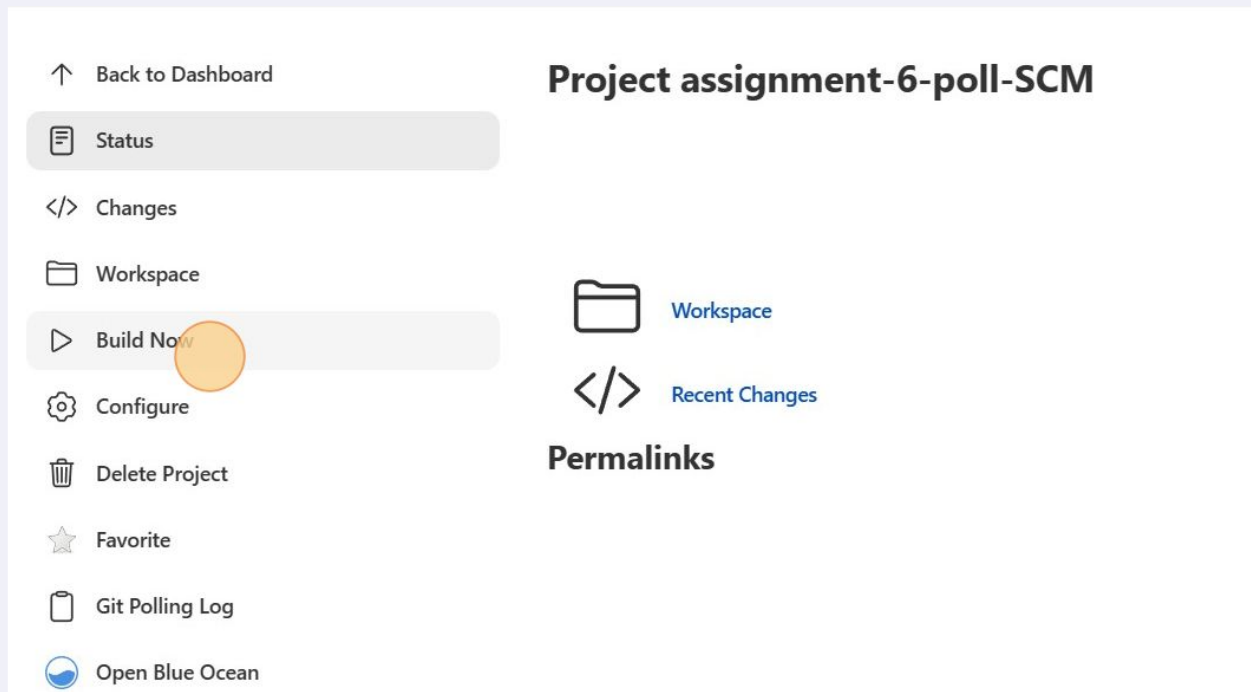 Back to Dashboard
Status
Changes
Workspace
Build Now
Configure
Delete Project
Favorite
Git Polling Log
Open Blue Ocean
Project assignment-6-poll-SCM
Workspace
Recent Changes
Permalinks